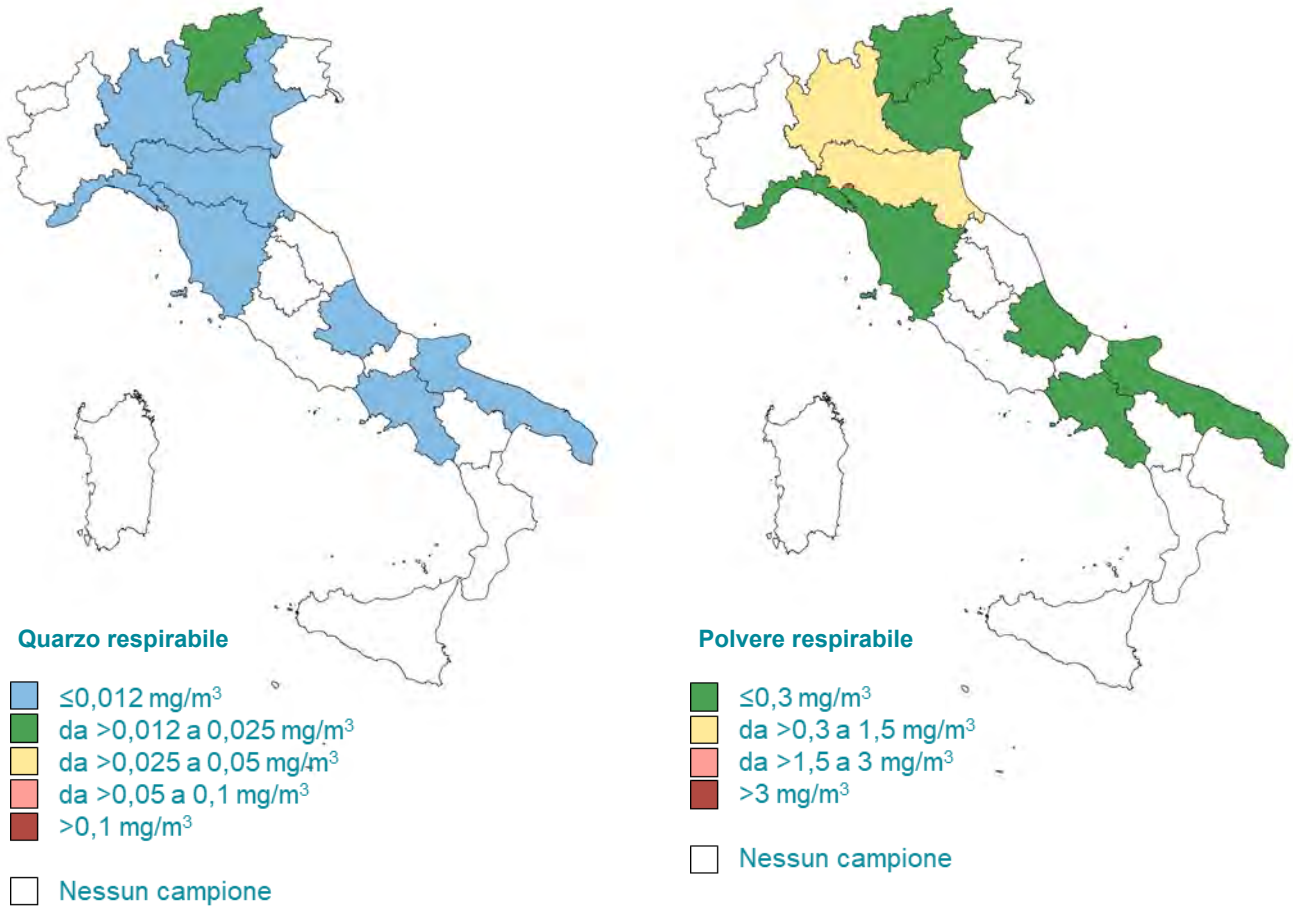 Quarzo respirabile
≤0,012 mg/m³
da >0,012 a 0,025 mg/m³
da >0,025 a 0,05 mg/m³
da >0,05 a 0,1 mg/m³
>0,1 mg/m³
Nessun campione
Polvere respirabile
≤0,3 mg/m³
da >0,3 a 1,5 mg/m³
da >1,5 a 3 mg/m³
>3 mg/m³
Nessun campione